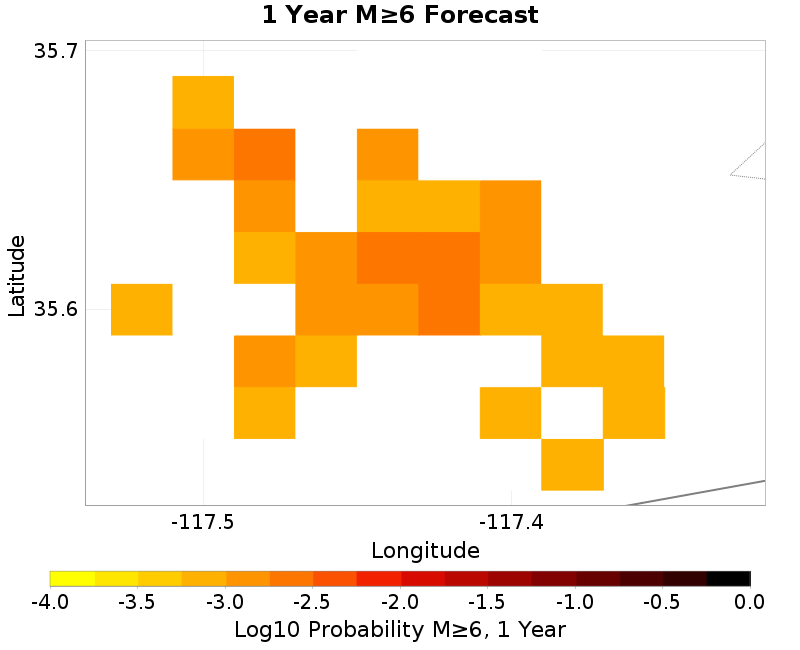 1 Year M≥6 Forecast
35.7
35.6
Latitude
-117.5 -117.4
Longitude
-4.0 -3.5 -3.0 -2.5 -2.0 -1.5 -1.0 -0.5 0.0
Log10 Probability M≥6, 1 Year